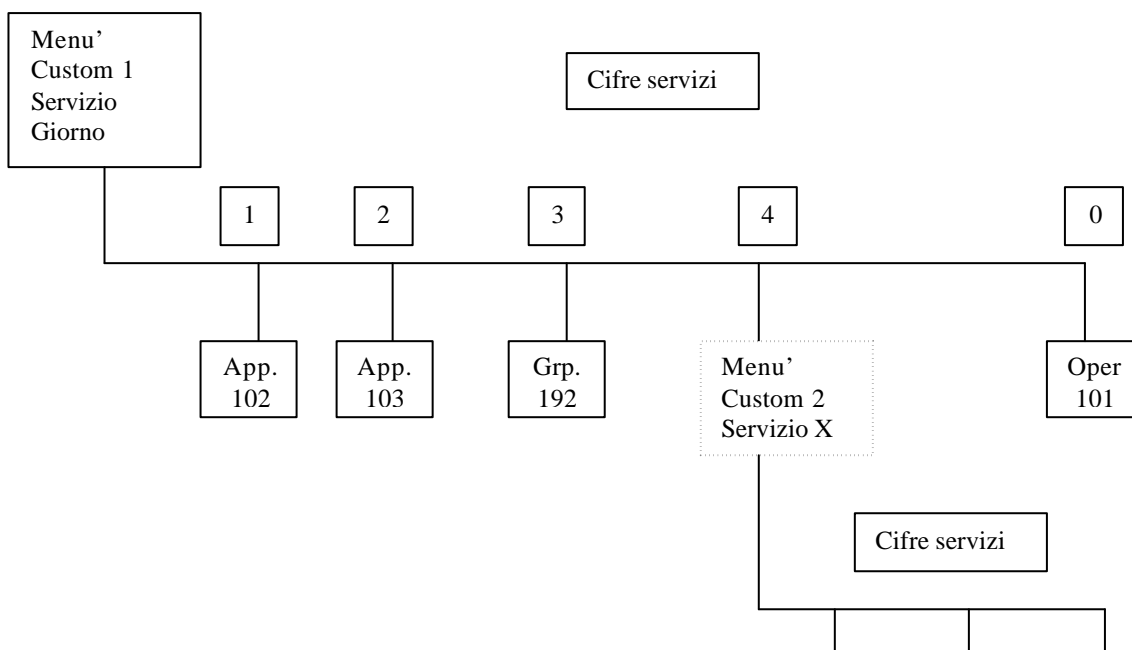 Menu’
Custom 1
Servizio
Giorno
Cifre servizi
1
2
3
4
0
App.
102
App.
103
Grp.
192
Menu’
Custom 2
Servizio X
Oper
101
Cifre servizi